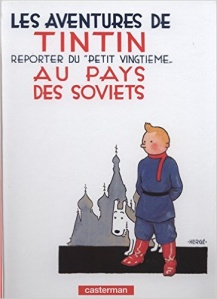 LES AVENTURES DE
TINTIN
REPORTER DU "PETIT VINGTIEME"
AU PAYS
DES SOVIETS
HERGÉ
casterman